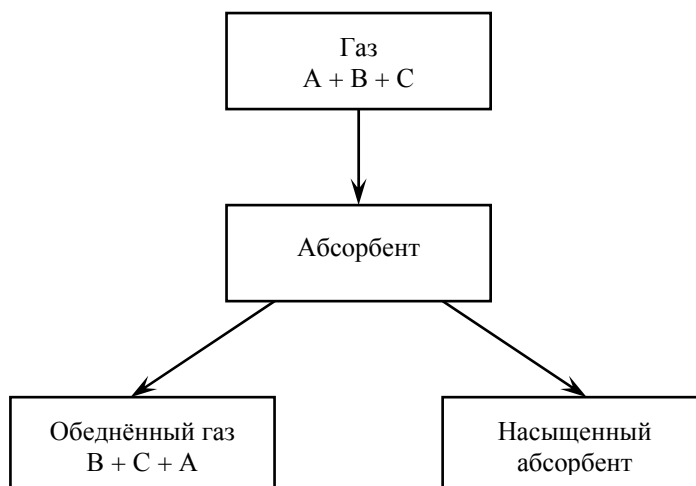 Газ
A + B + C
Абсорбент
Обеднённый газ
B + C + A
Насыщенный
абсорбент